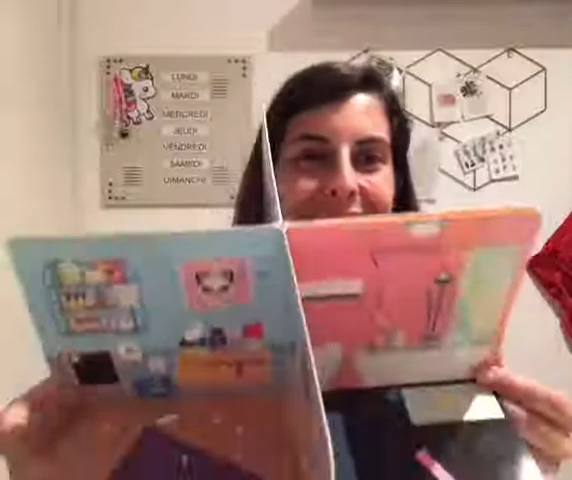 LUNDI
MARDI
MERCREDI
JEUDI
VENDREDI
SAMEDI
DIMANCHE